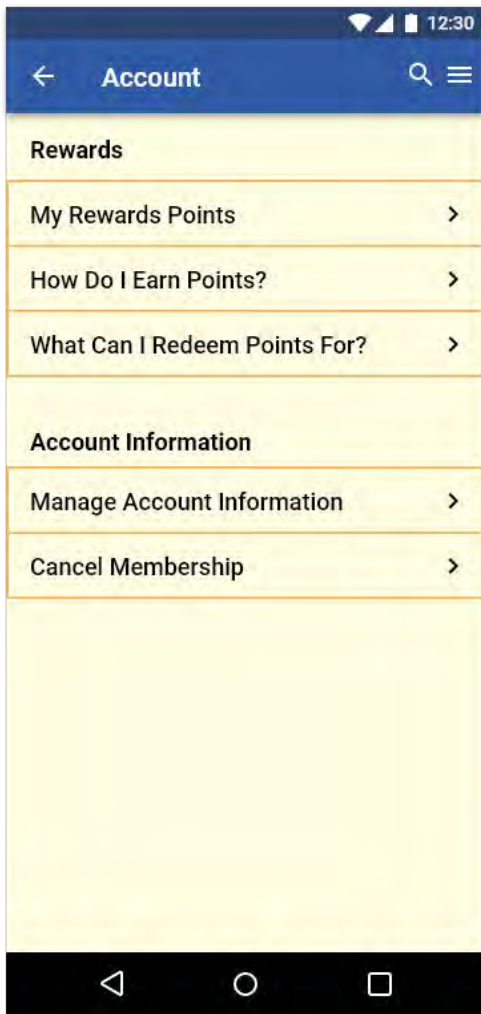 12:30
Account
Rewards
My Rewards Points
How Do I Earn Points?
What Can I Redeem Points For?
Account Information
Manage Account Information
Cancel Membership